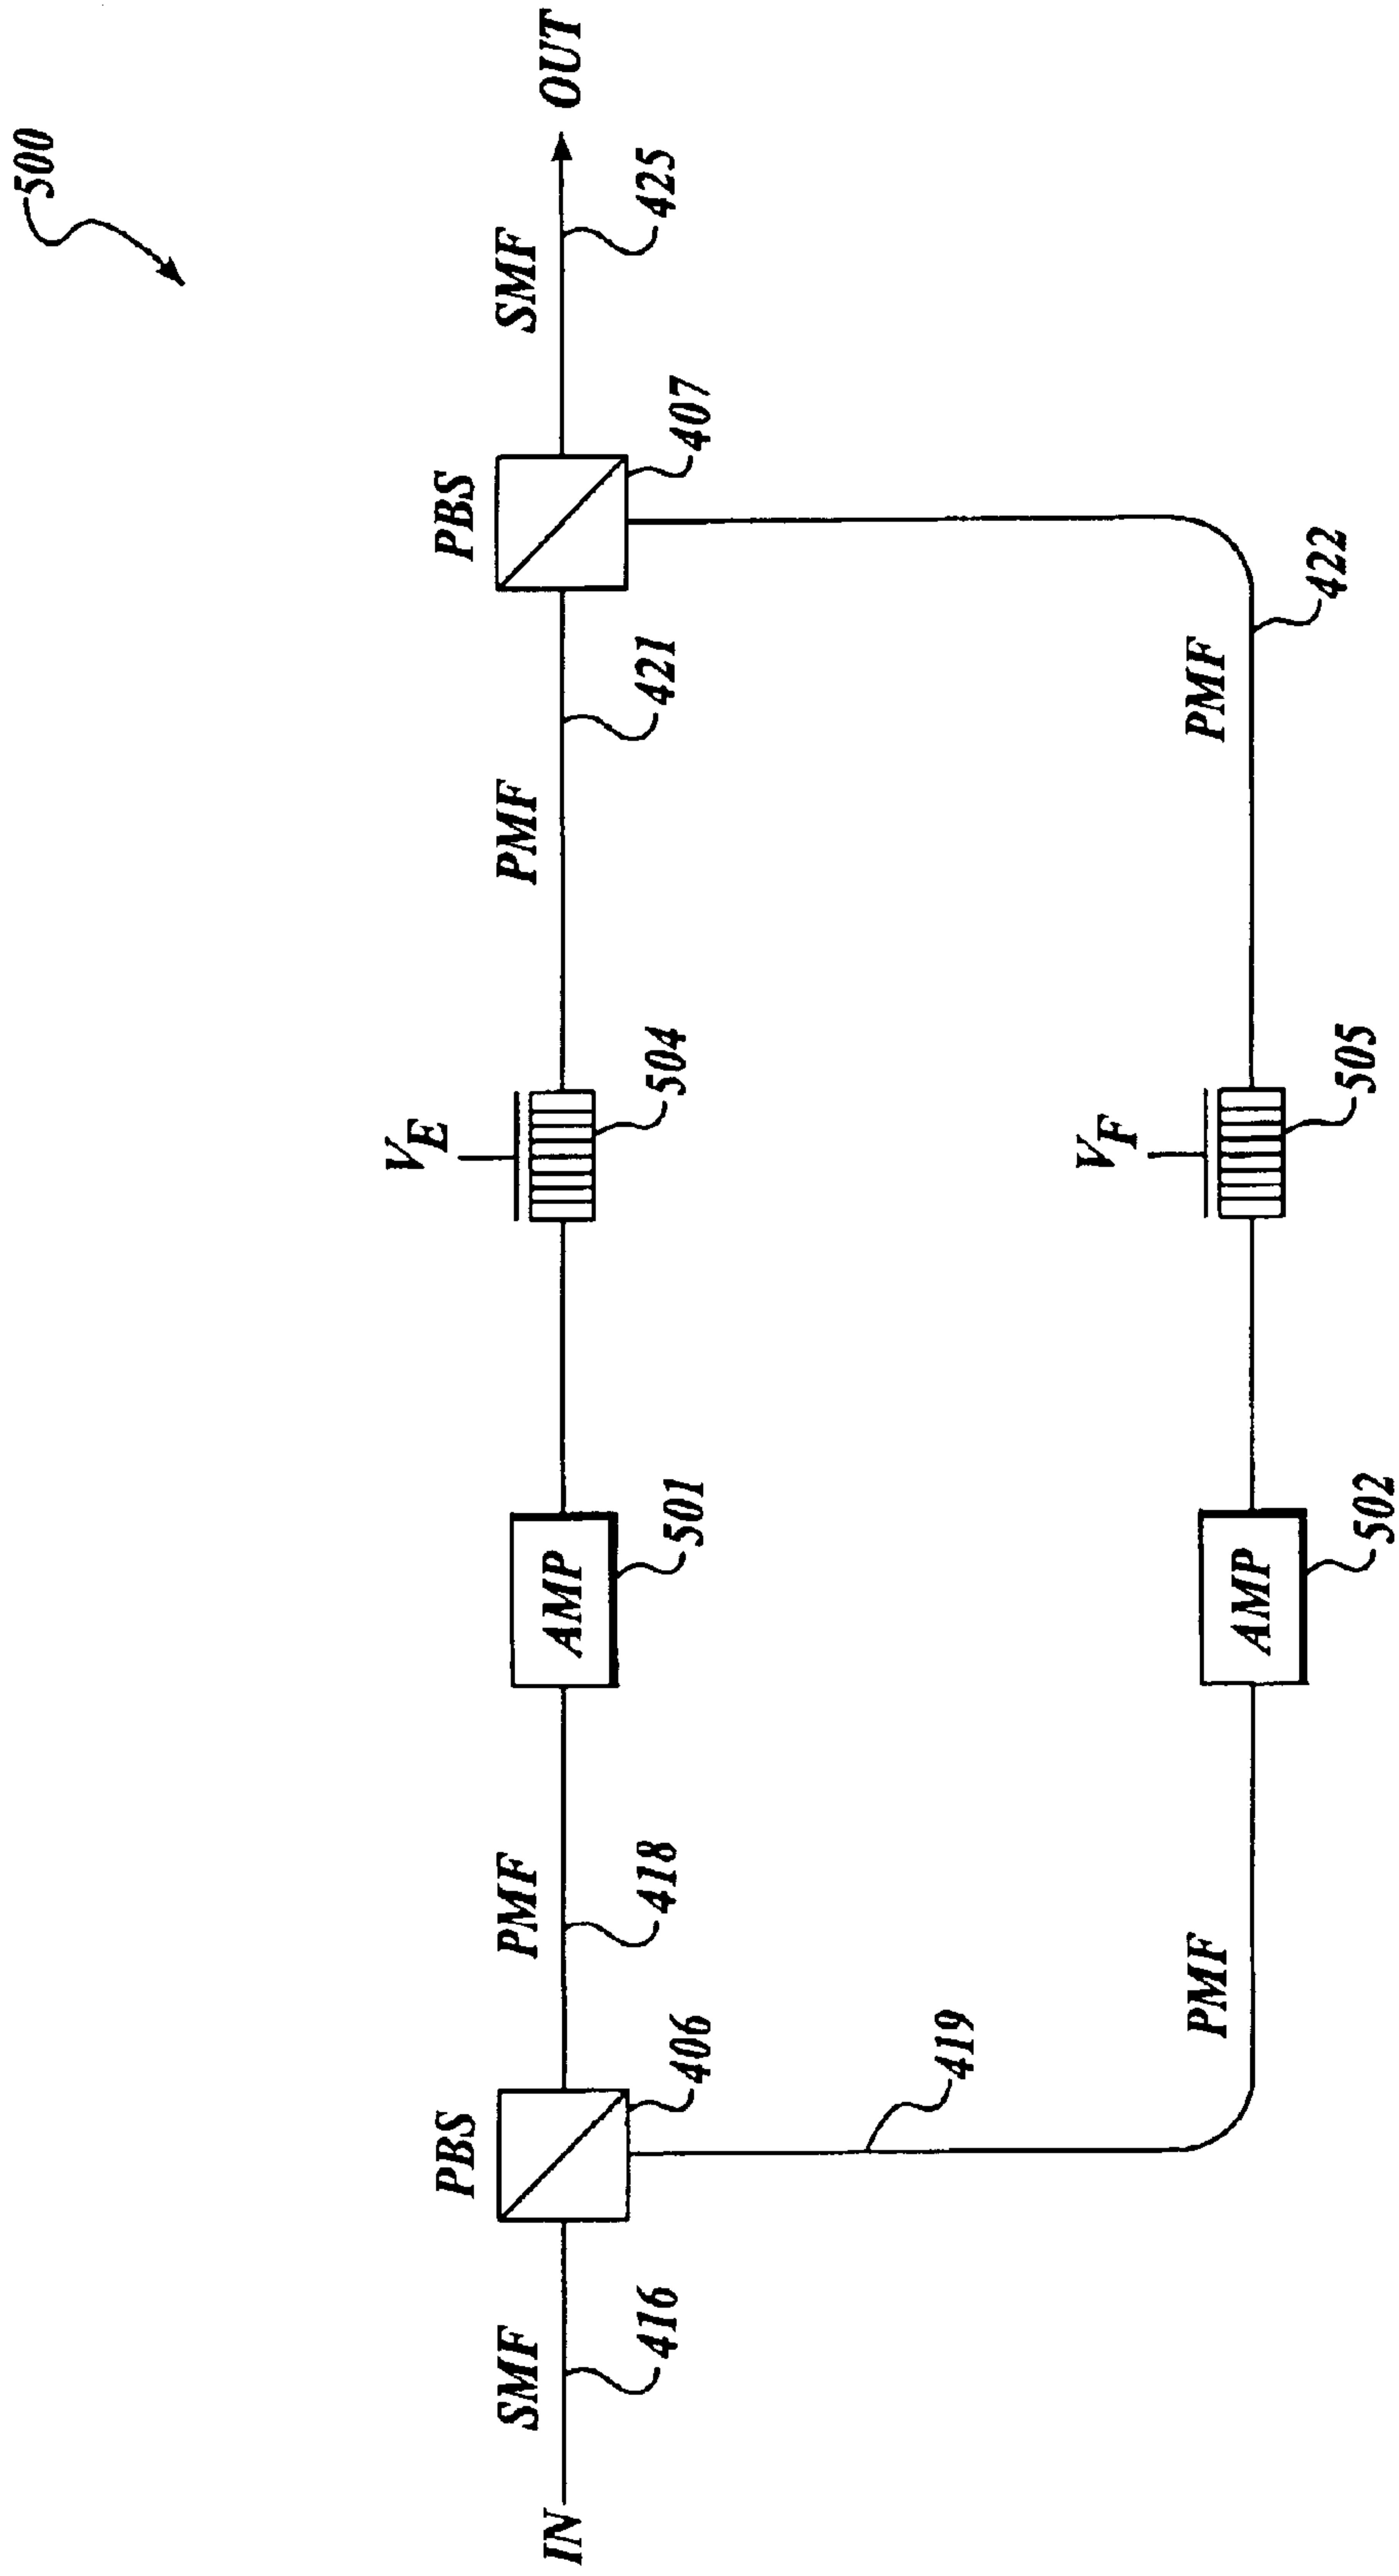 500
IN
SMF
416
PBS
406
PMF
418
AMP
501
V_E
504
PMF
421
PBS
407
SMF
425
OUT
419
PMF
AMP
502
V_F
505
PMF
422